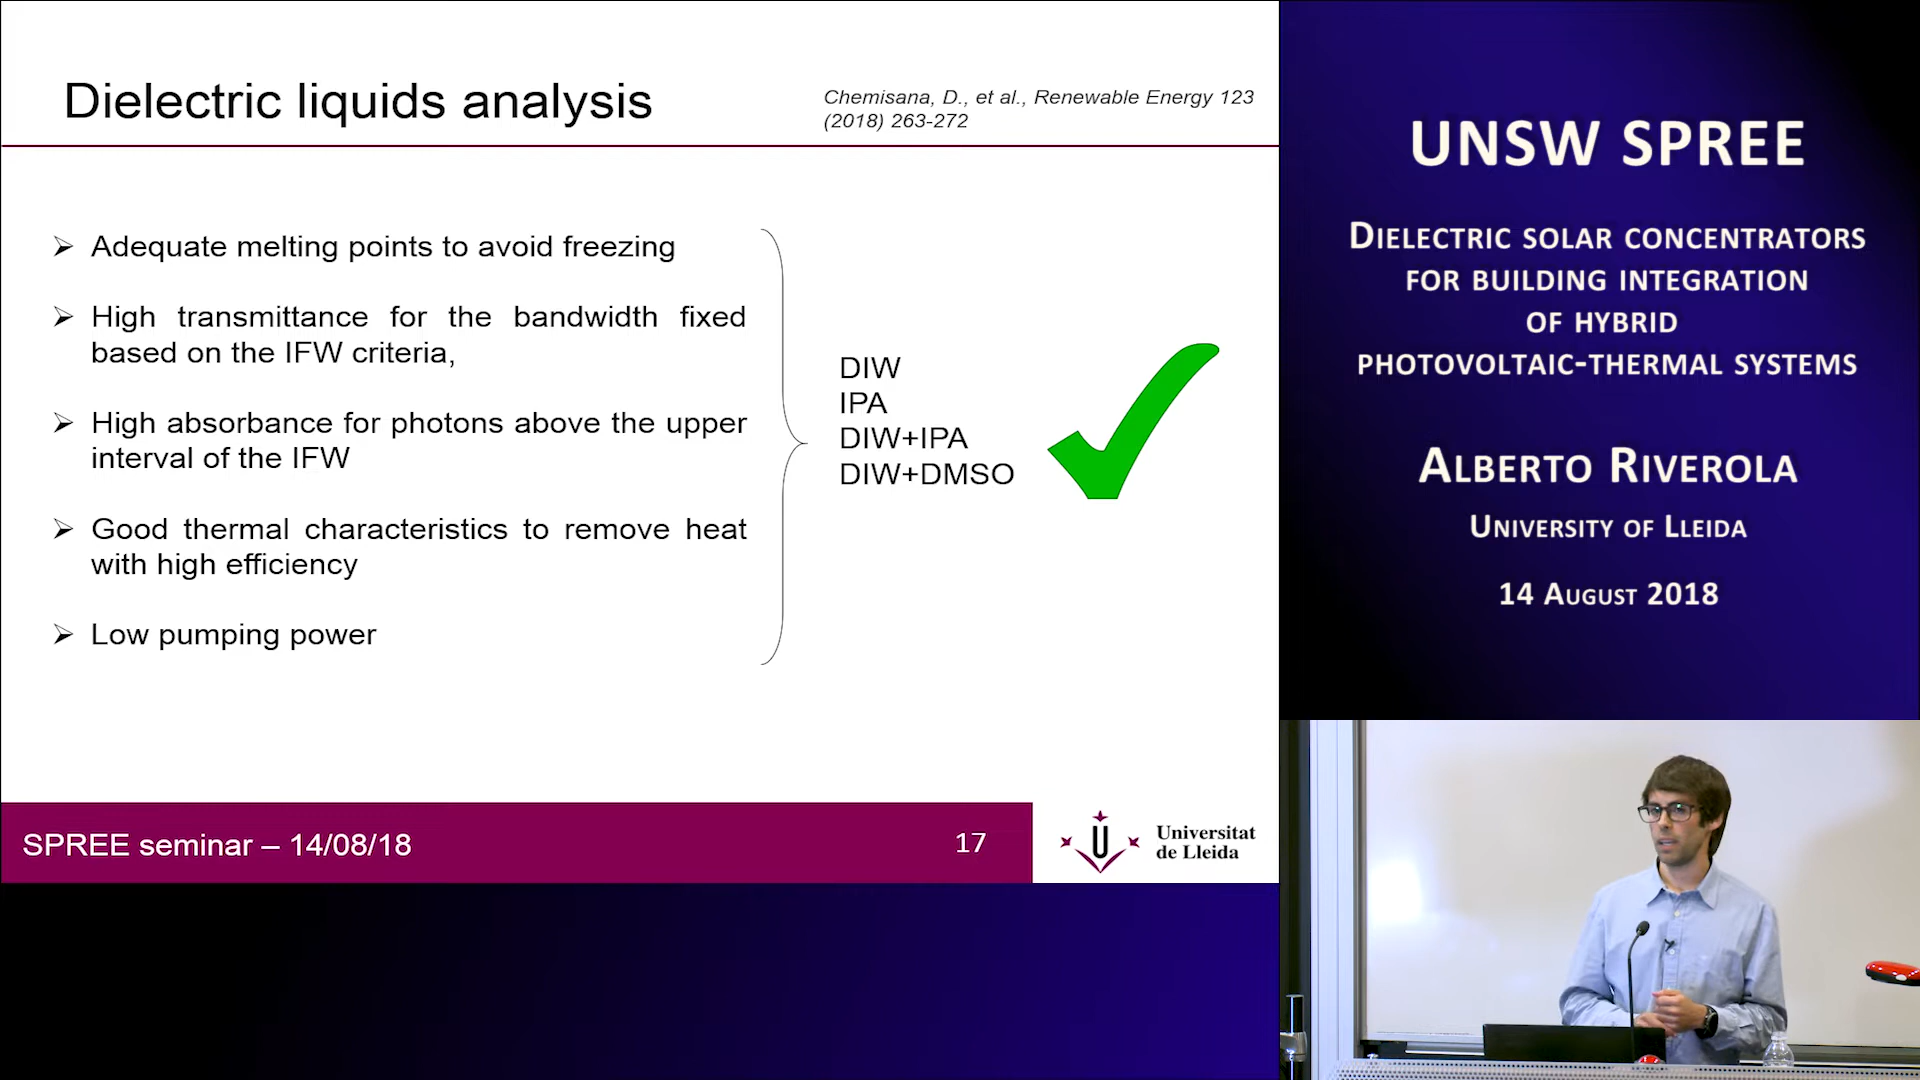 Dielectric liquids analysis
Chemisana, D., et al., Renewable Energy 123
(2018) 263-272
Adequate melting points to avoid freezing
High transmittance for the bandwidth fixed
based on the IFW criteria,
High absorbance for photons above the upper
interval of the IFW
Good thermal characteristics to remove heat
with high efficiency
Low pumping power
DIW
IPA
DIW+IPA
DIW+DMSO
SPREE seminar – 14/08/18
17
Universitat
de Lleida
UNSW SPREE
DIELECTRIC SOLAR CONCENTRATORS
FOR BUILDING INTEGRATION
OF HYBRID
PHOTOVOLTAIC-THERMAL SYSTEMS
ALBERTO RIVEROLA
UNIVERSITY OF LLEIDA
14 AUGUST 2018